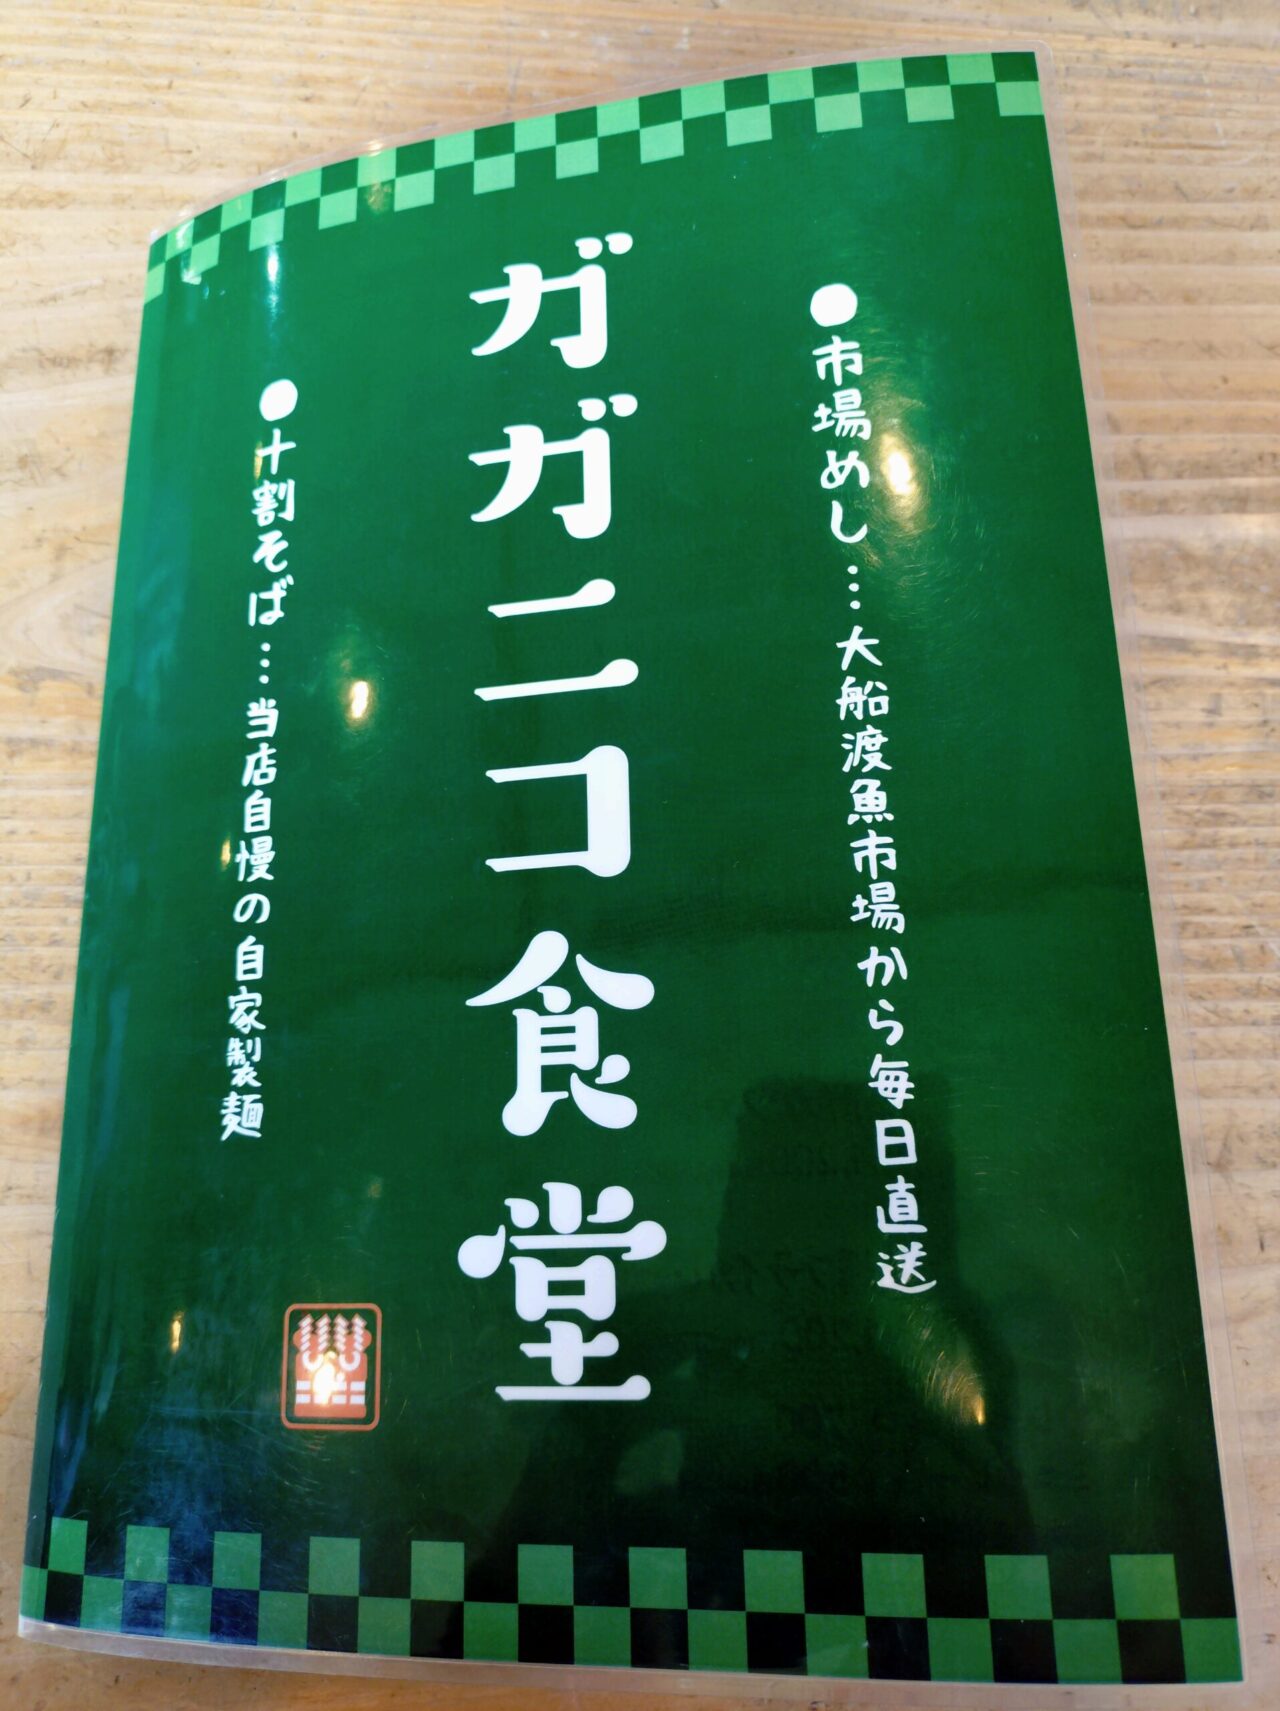 ●市場めし…大船渡魚市場から毎日直送
ガガニコ食堂
●十割そば…当店自慢の自家製麺